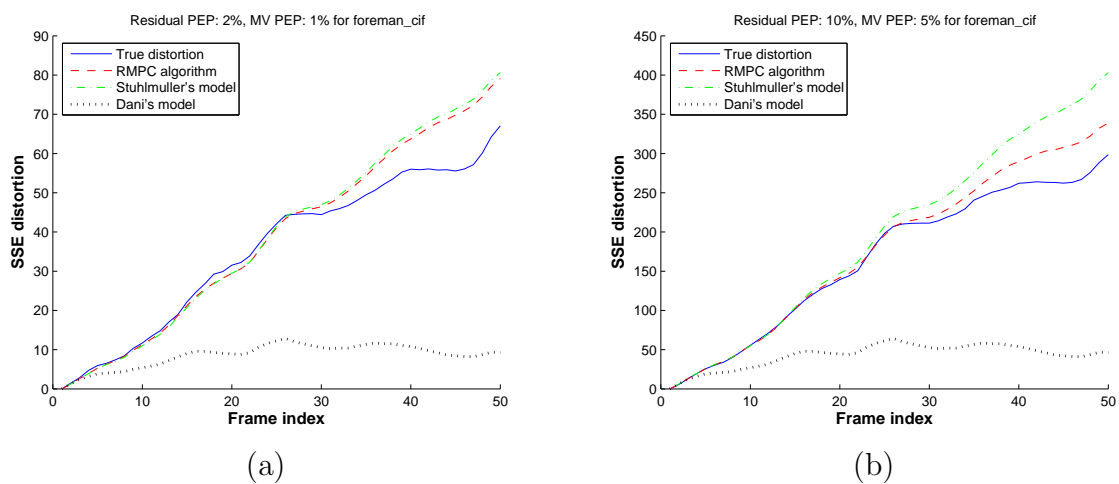 Residual PEP: 2%, MV PEP: 1% for foreman_cif
90
80
70
60
50
40
30
20
10
0
SSE distortion
True distortion
RMPC algorithm
Stuhlmuller's model
Dani's model
0 10 20 30 40 50
Frame index
(a)
Residual PEP: 10%, MV PEP: 5% for foreman_cif
450
400
350
300
250
200
150
100
50
0
SSE distortion
True distortion
RMPC algorithm
Stuhlmuller's model
Dani's model
0 10 20 30 40 50
Frame index
(b)